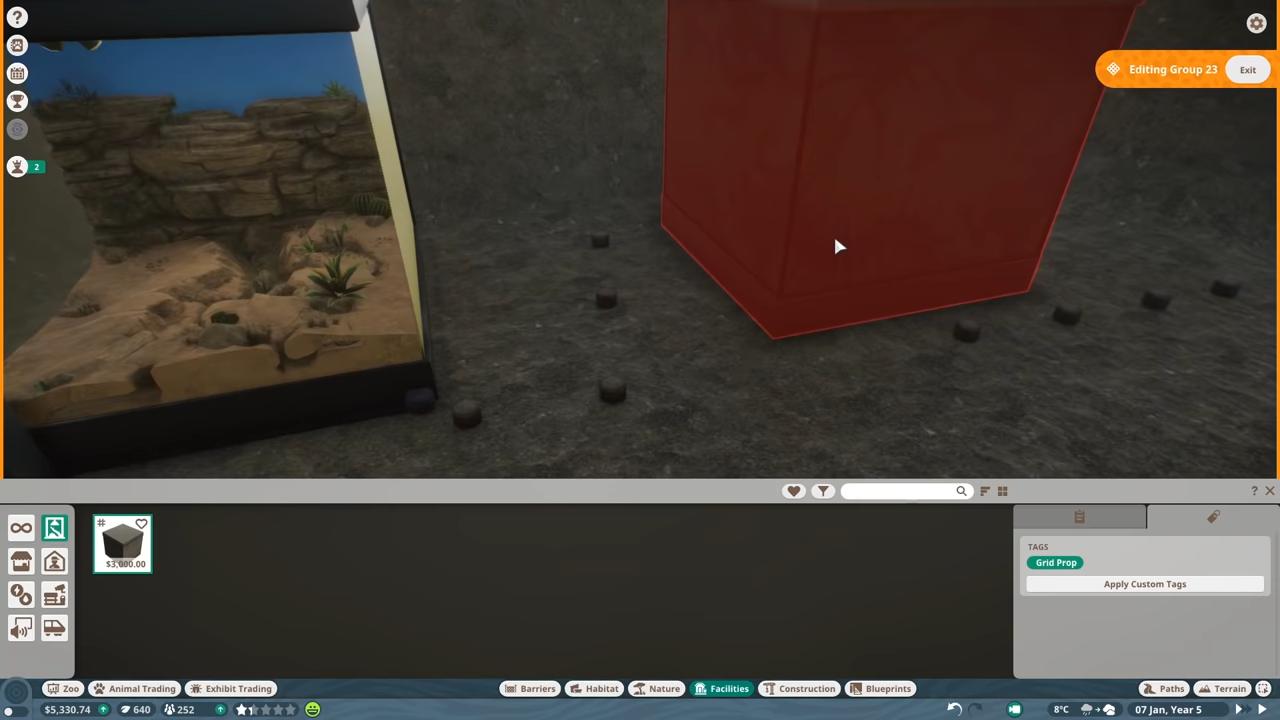 ?
Editing Group 23
Exit
2
?
$3,000.00
TAGS
Grid Prop
Apply Custom Tags
Zoo
Animal Trading
Exhibit Trading
Barriers
Habitat
Nature
Facilities
Construction
Blueprints
Paths
Terrain
$5,330.74
640
252
8°C
07 Jan, Year 5